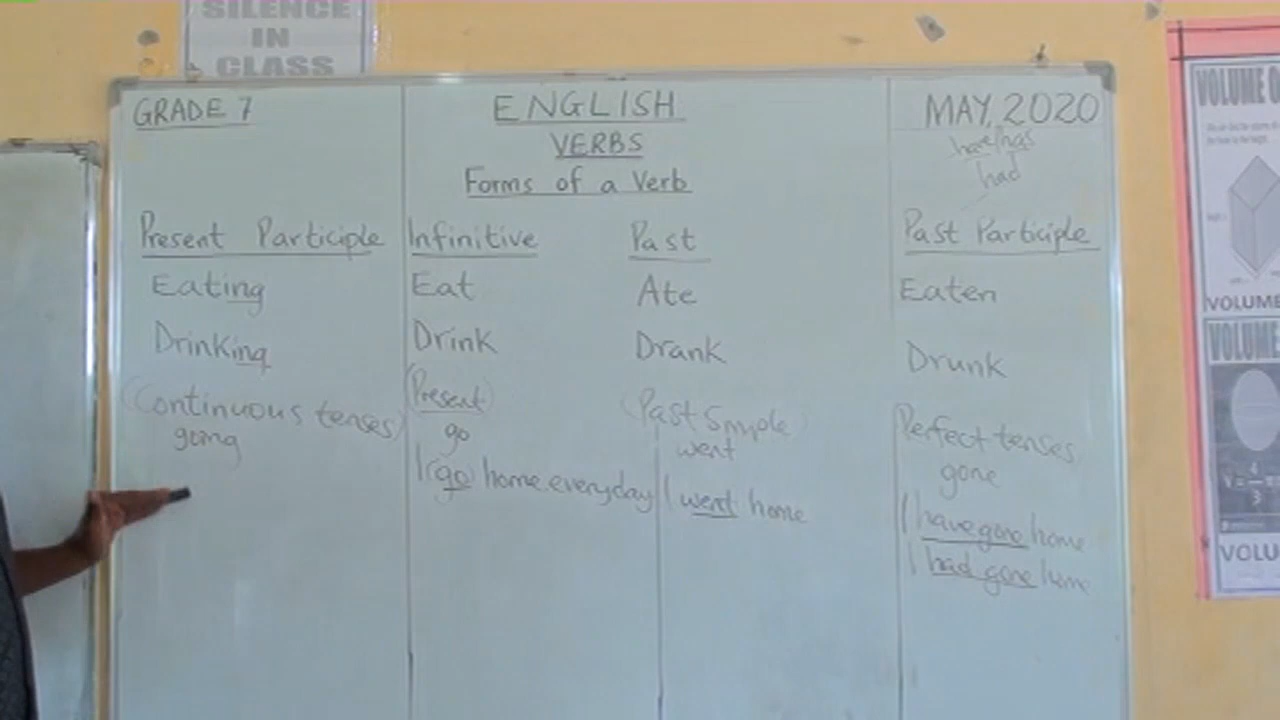 SILENCE
IN
CLASS
GRADE 7
ENGLISH
MAY, 2020
VERBS
have/has
had
Forms of a Verb
Present Participle
Infinitive
Past
Past Participle
Eating
Eat
Ate
Eaten
Drinking
Drink
Drank
Drunk
(Continuous tenses)
going
(Present)
go
I go home everyday
(Past Simple)
went
I went home
Perfect tenses
gone
I have gone home
I had gone home
VOLUME
VOLUME
VOLUME
VOLU